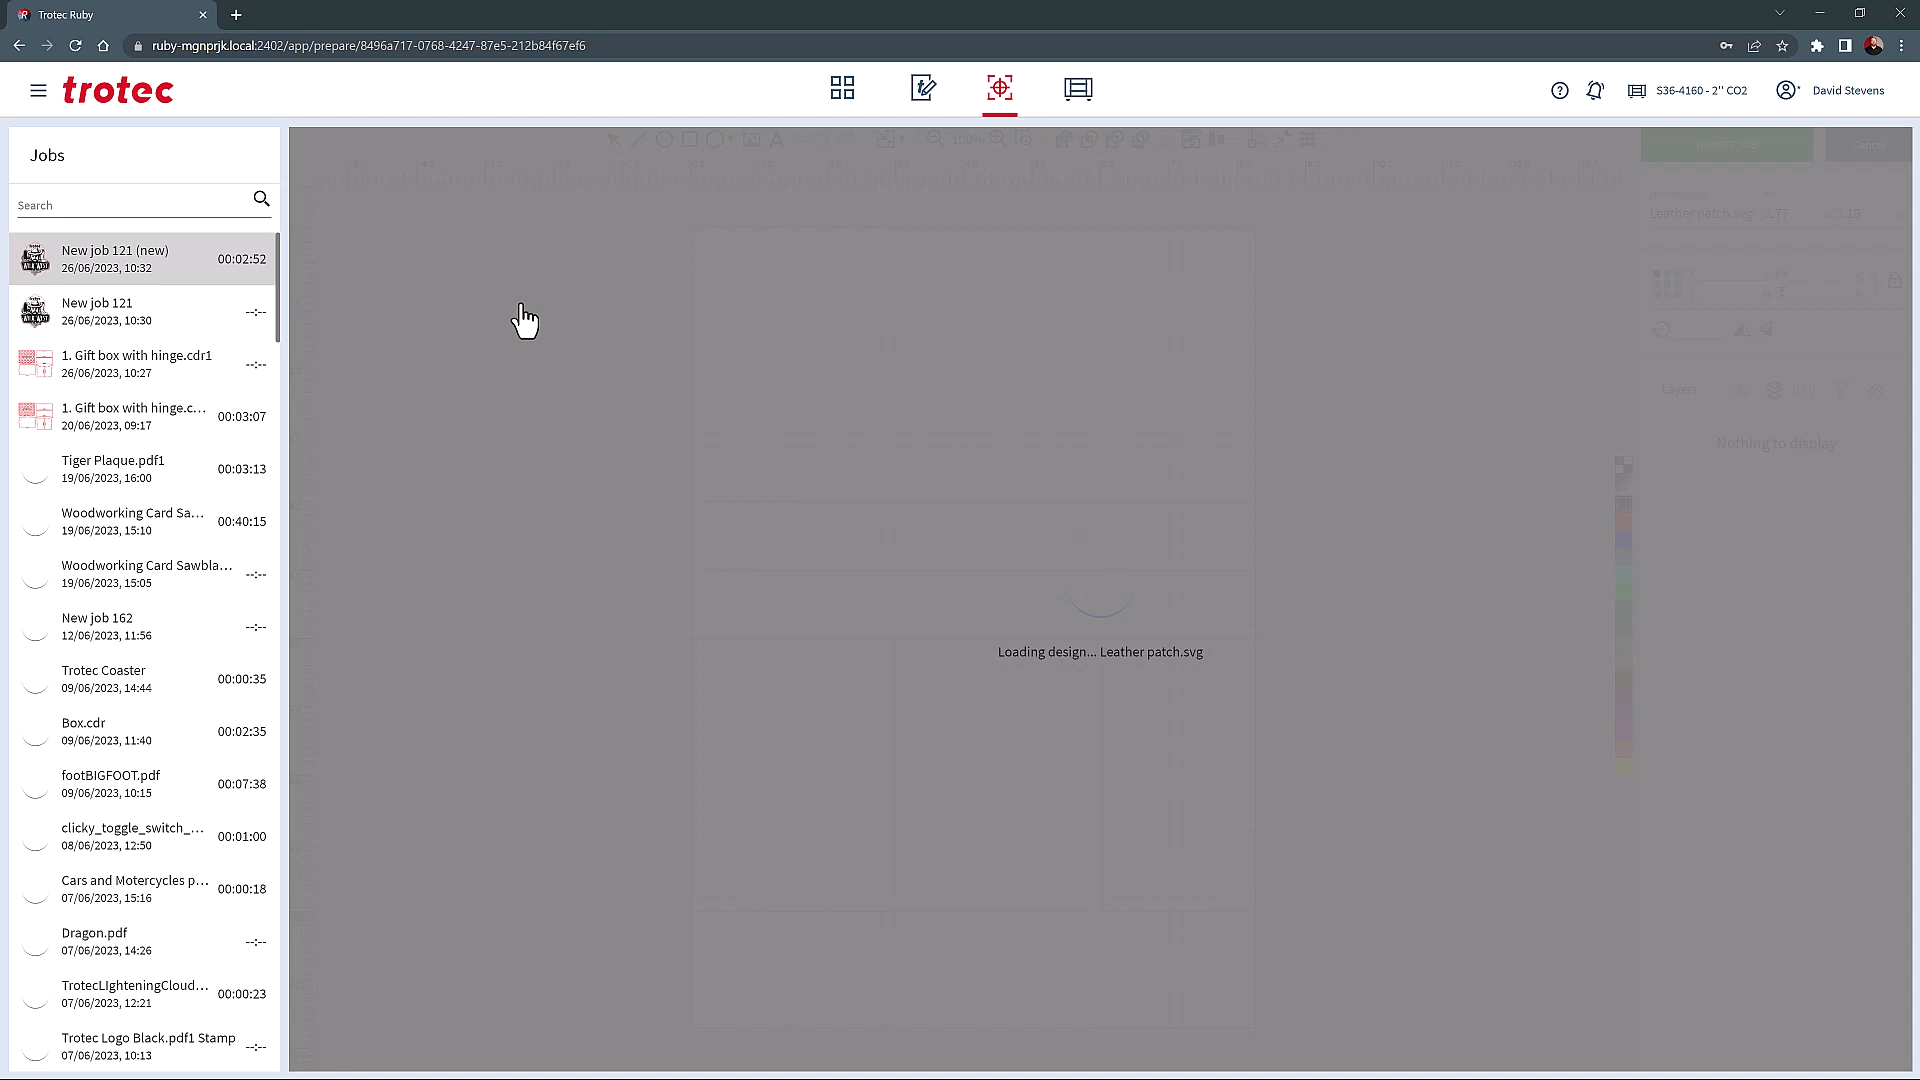 Trotec Ruby
ruby-mgnprjk.local:2402/app/prepare/8496a717-0768-4247-87e5-212b84f67ef6
trotec
S36-4160 - 2'' CO2
David Stevens
Jobs
Search
New job 121 (new)
26/06/2023, 10:32
00:02:52
New job 121
26/06/2023, 10:30
--:--
1. Gift box with hinge.cdr1
26/06/2023, 10:27
--:--
1. Gift box with hinge.c...
20/06/2023, 09:17
00:03:07
Tiger Plaque.pdf1
19/06/2023, 16:00
00:03:13
Woodworking Card Sa...
19/06/2023, 15:10
00:40:15
Woodworking Card Sawbla...
19/06/2023, 15:05
--:--
New job 162
12/06/2023, 11:56
--:--
Trotec Coaster
09/06/2023, 14:44
00:00:35
Box.cdr
09/06/2023, 11:40
00:02:35
footBIGFOOT.pdf
09/06/2023, 10:15
00:07:38
clicky_toggle_switch_...
08/06/2023, 12:50
00:01:00
Cars and Motercycles p...
07/06/2023, 15:16
00:00:18
Dragon.pdf
07/06/2023, 14:26
--:--
TrotecLIghteningCloud...
07/06/2023, 12:21
00:00:23
Trotec Logo Black.pdf1 Stamp
07/06/2023, 10:13
--:--
100%
Cancel
Leather patch.svg
2.77
3.16
Layers
0 / 0
Nothing to display
Loading design... Leather patch.svg